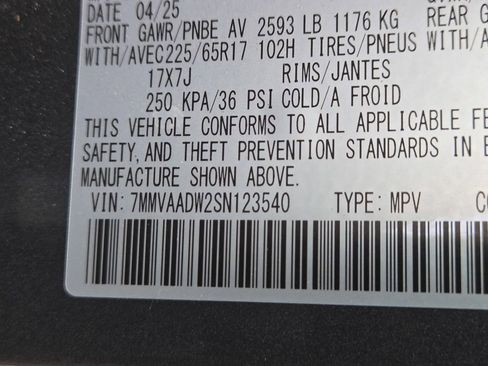 DATE 04/25
FRONT GAWR/PNBE AV 2593 LB 1176 KG REAR G
WITH/AVEC225/65R17 102H TIRES/PNEUS WITH/A
17X7J RIMS/JANTES
250 KPA/36 PSI COLD/A FROID
THIS VEHICLE CONFORMS TO ALL APPLICABLE FE
SAFETY, AND THEFT PREVENTION STANDARDS IN E
MANUFACTURE SHOWN ABOVE.
VIN: 7MMVAADW2SN123540 TYPE: MPV CO